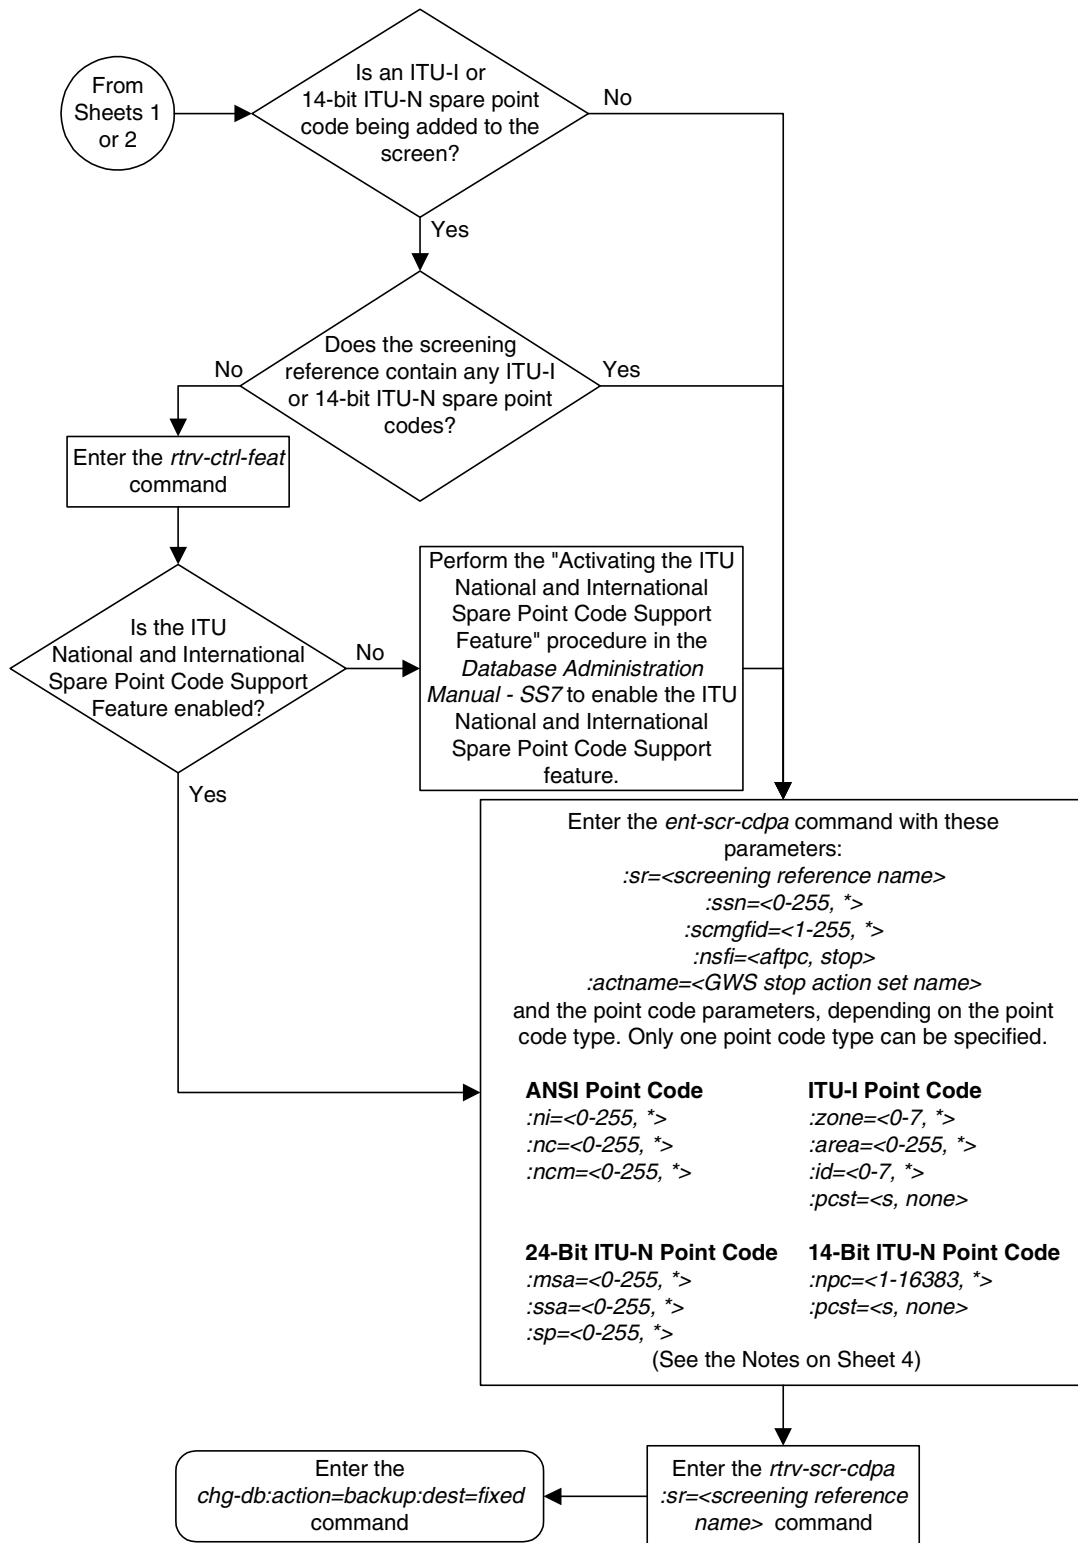 From
Sheets 1
or 2
Is an ITU-I or
14-bit ITU-N spare point
code being added to the
screen?
No
Yes
Does the screening
reference contain any ITU-I
or 14-bit ITU-N spare point
codes?
No
Yes
Enter the rtrv-ctrl-feat
command
Is the ITU
National and International
Spare Point Code Support
Feature enabled?
No
Yes
Perform the "Activating the ITU
National and International
Spare Point Code Support
Feature" procedure in the
Database Administration
Manual - SS7 to enable the ITU
National and International
Spare Point Code Support
feature.
Enter the ent-scr-cdpa command with these
parameters:
:sr=<screening reference name>
:ssn=<0-255, *>
:scmgfid=<1-255, *>
:nsfi=<aftpc, stop>
:actname=<GWS stop action set name>
and the point code parameters, depending on the point
code type. Only one point code type can be specified.
ANSI Point Code
:ni=<0-255, *>
:nc=<0-255, *>
:ncm=<0-255, *>
ITU-I Point Code
:zone=<0-7, *>
:area=<0-255, *>
:id=<0-7, *>
:pcst=<s, none>
24-Bit ITU-N Point Code
:msa=<0-255, *>
:ssa=<0-255, *>
:sp=<0-255, *>
14-Bit ITU-N Point Code
:npc=<1-16383, *>
:pcst=<s, none>
(See the Notes on Sheet 4)
Enter the rtrv-scr-cdpa
:sr=<screening reference
name> command
Enter the
chg-db:action=backup:dest=fixed
command